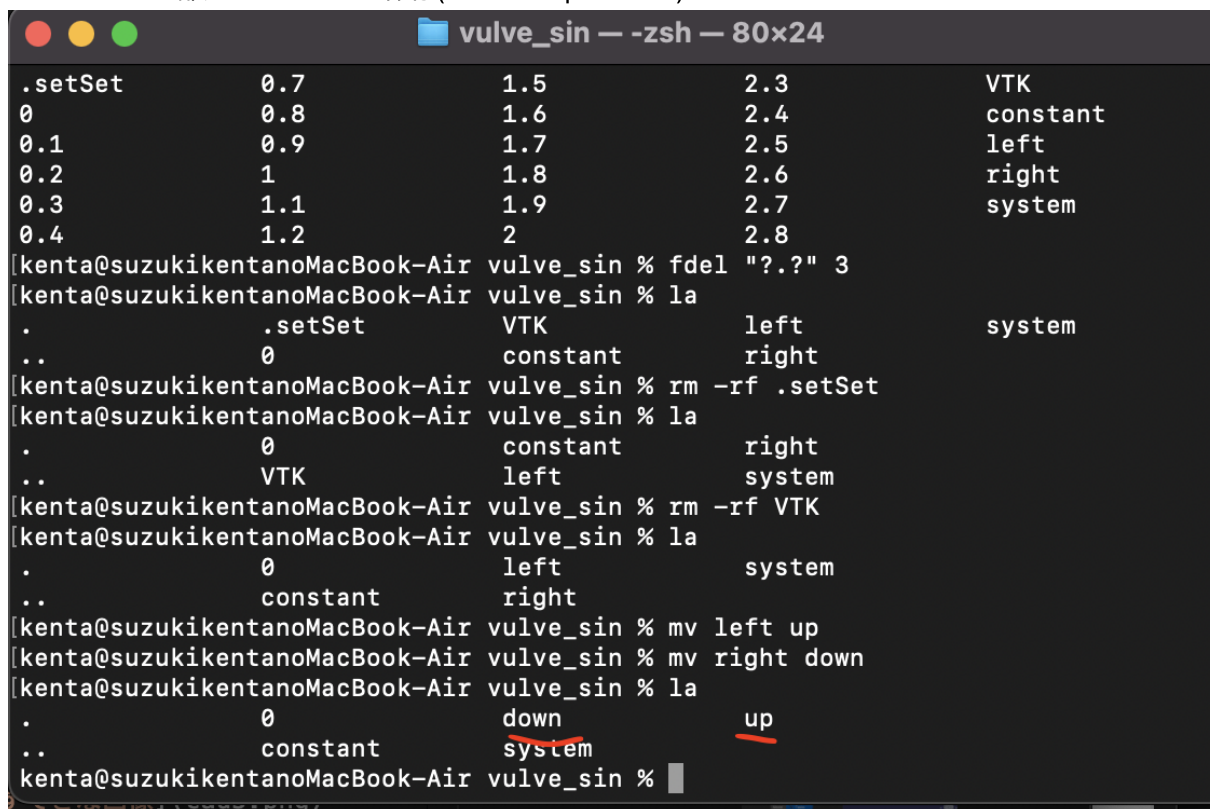 vulve_sin — -zsh — 80×24
.setSet 0.7 1.5 2.3 VTK
0 0.8 1.6 2.4 constant
0.1 0.9 1.7 2.5 left
0.2 1 1.8 2.6 right
0.3 1.1 1.9 2.7 system
0.4 1.2 2 2.8
[kenta@suzukikentanoMacBook-Air vulve_sin % fdel "?.?" 3
[kenta@suzukikentanoMacBook-Air vulve_sin % la
. .setSet VTK left system
.. 0 constant right
[kenta@suzukikentanoMacBook-Air vulve_sin % rm -rf .setSet
[kenta@suzukikentanoMacBook-Air vulve_sin % la
. 0 constant right
.. VTK left system
[kenta@suzukikentanoMacBook-Air vulve_sin % rm -rf VTK
[kenta@suzukikentanoMacBook-Air vulve_sin % la
. 0 left system
.. constant right
[kenta@suzukikentanoMacBook-Air vulve_sin % mv left up
[kenta@suzukikentanoMacBook-Air vulve_sin % mv right down
[kenta@suzukikentanoMacBook-Air vulve_sin % la
. 0 down up
.. constant system
kenta@suzukikentanoMacBook-Air vulve_sin %